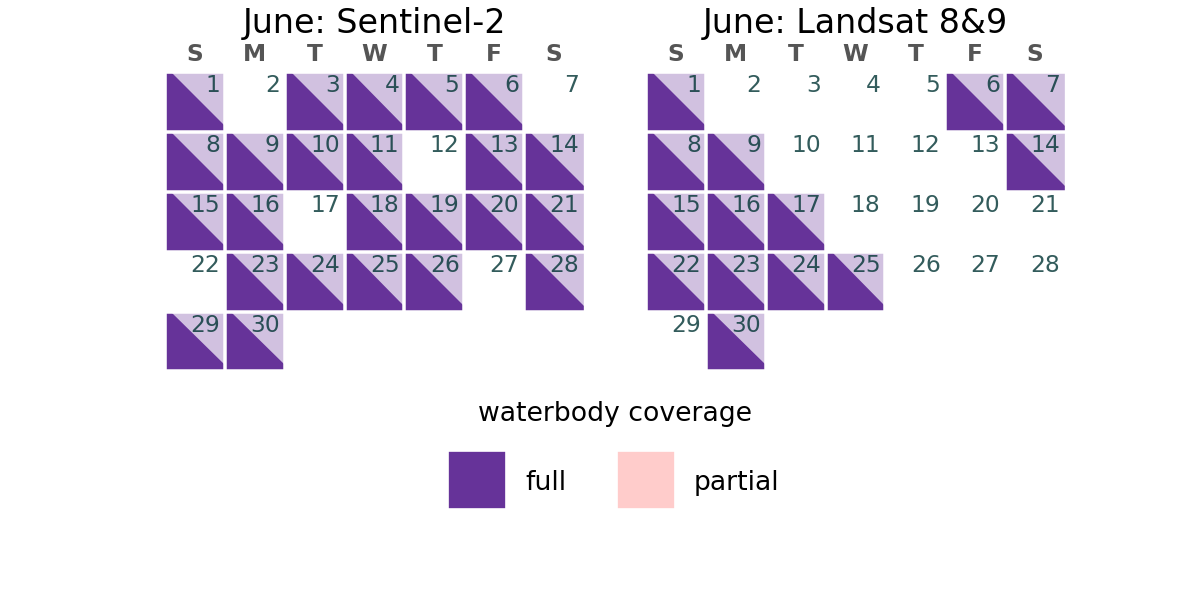 June: Sentinel-2
S M T W T F S
1 2 3 4 5 6 7
8 9 10 11 12 13 14
15 16 17 18 19 20 21
22 23 24 25 26 27 28
29 30
June: Landsat 8&9
S M T W T F S
1 2 3 4 5 6 7
8 9 10 11 12 13 14
15 16 17 18 19 20 21
22 23 24 25 26 27 28
29 30
waterbody coverage
full partial